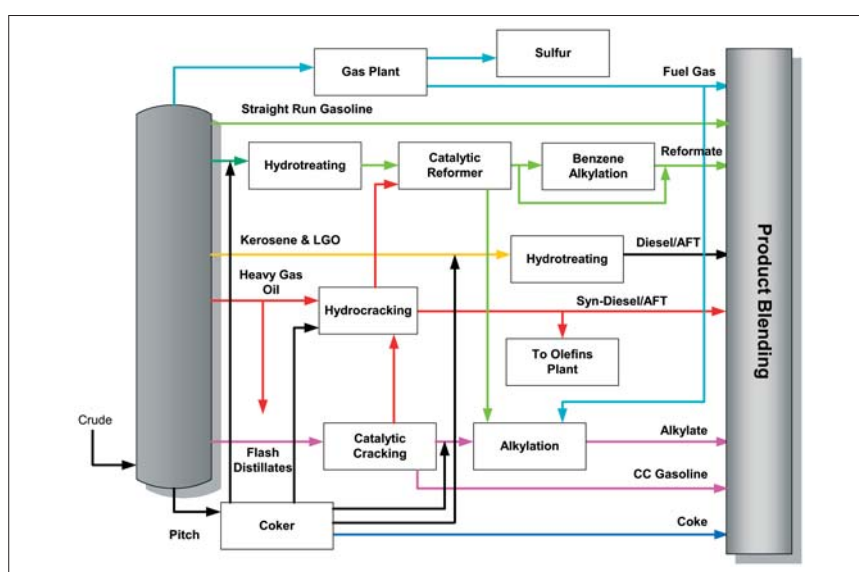 Sulfur
Gas Plant
Fuel Gas
Straight Run Gasoline
Hydrotreating
Catalytic
Reformer
Benzene
Alkylation
Reformate
Kerosene & LGO
Hydrotreating
Diesel/AFT
Heavy Gas
Oil
Hydrocracking
Syn-Diesel/AFT
To Olefins
Plant
Product Blending
Crude
Flash
Distillates
Catalytic
Cracking
Alkylation
Alkylate
CC Gasoline
Pitch
Coker
Coke